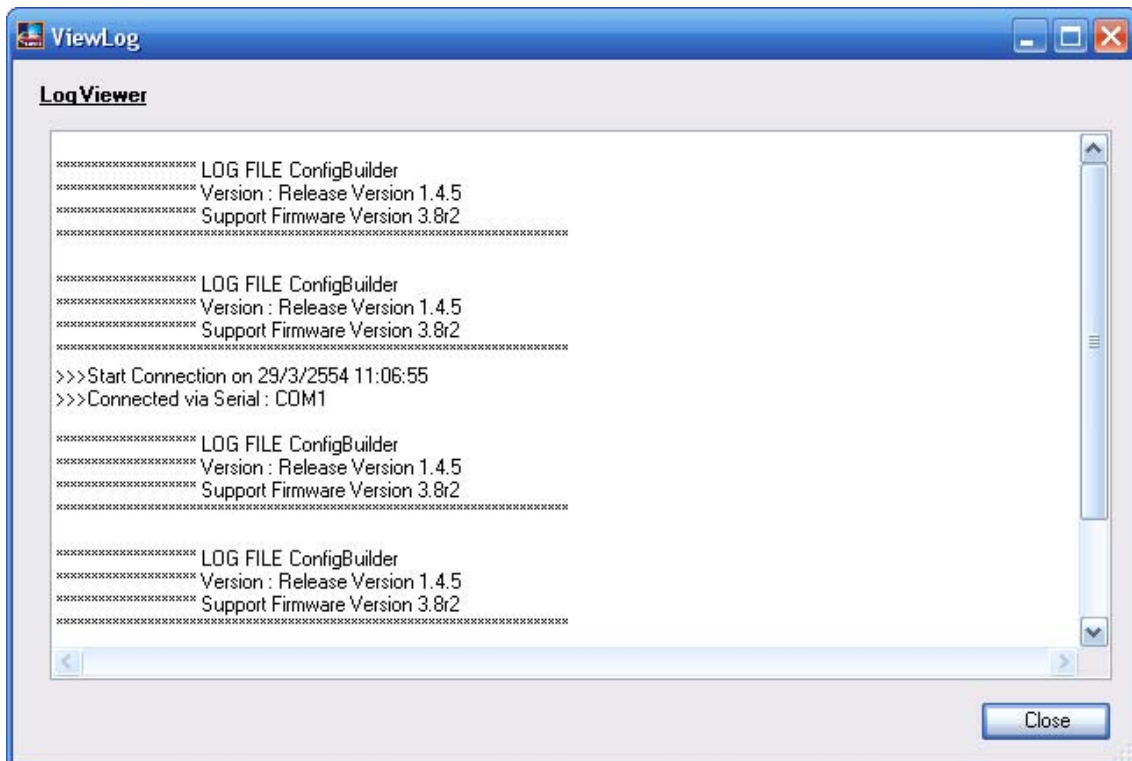 ViewLog
LogViewer
******************** LOG FILE ConfigBuilder
******************** Version : Release Version 1.4.5
******************** Support Firmware Version 3.8r2
*************************************************************************
******************** LOG FILE ConfigBuilder
******************** Version : Release Version 1.4.5
******************** Support Firmware Version 3.8r2
*************************************************************************
>>>Start Connection on 29/3/2554 11:06:55
>>>Connected via Serial : COM1
******************** LOG FILE ConfigBuilder
******************** Version : Release Version 1.4.5
******************** Support Firmware Version 3.8r2
*************************************************************************
******************** LOG FILE ConfigBuilder
******************** Version : Release Version 1.4.5
******************** Support Firmware Version 3.8r2
*************************************************************************
Close